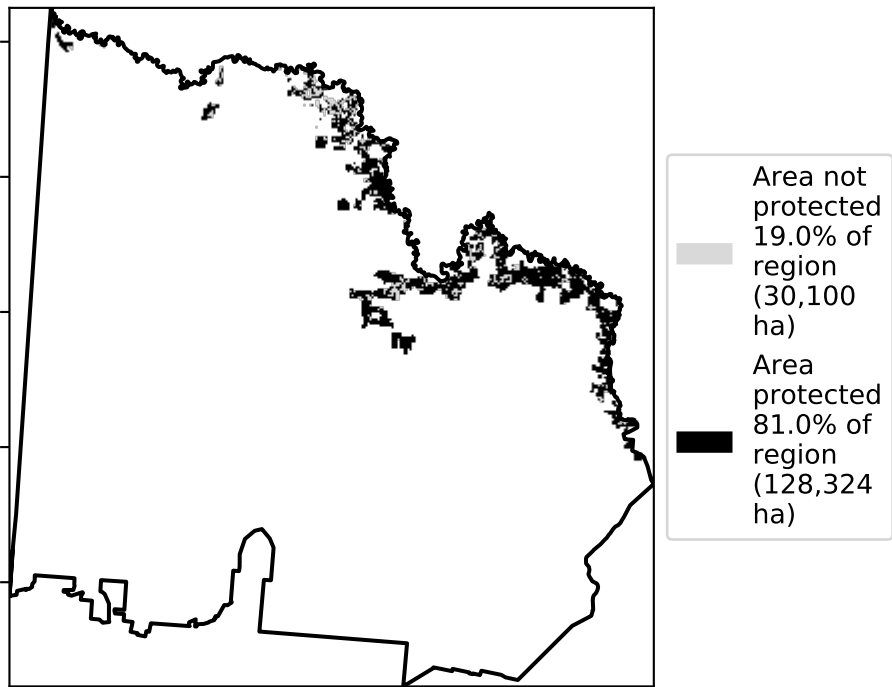 Area not
protected
19.0% of
region
(30,100
ha)
Area
protected
81.0% of
region
(128,324
ha)